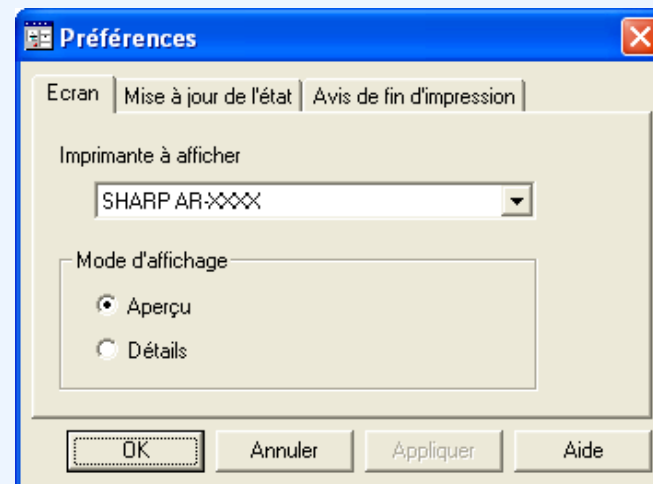 Préférences
Ecran Mise à jour de l'état Avis de fin d'impression
Imprimante à afficher
SHARP AR-XXXX
Mode d'affichage
Aperçu
Détails
OK Annuler Appliquer Aide